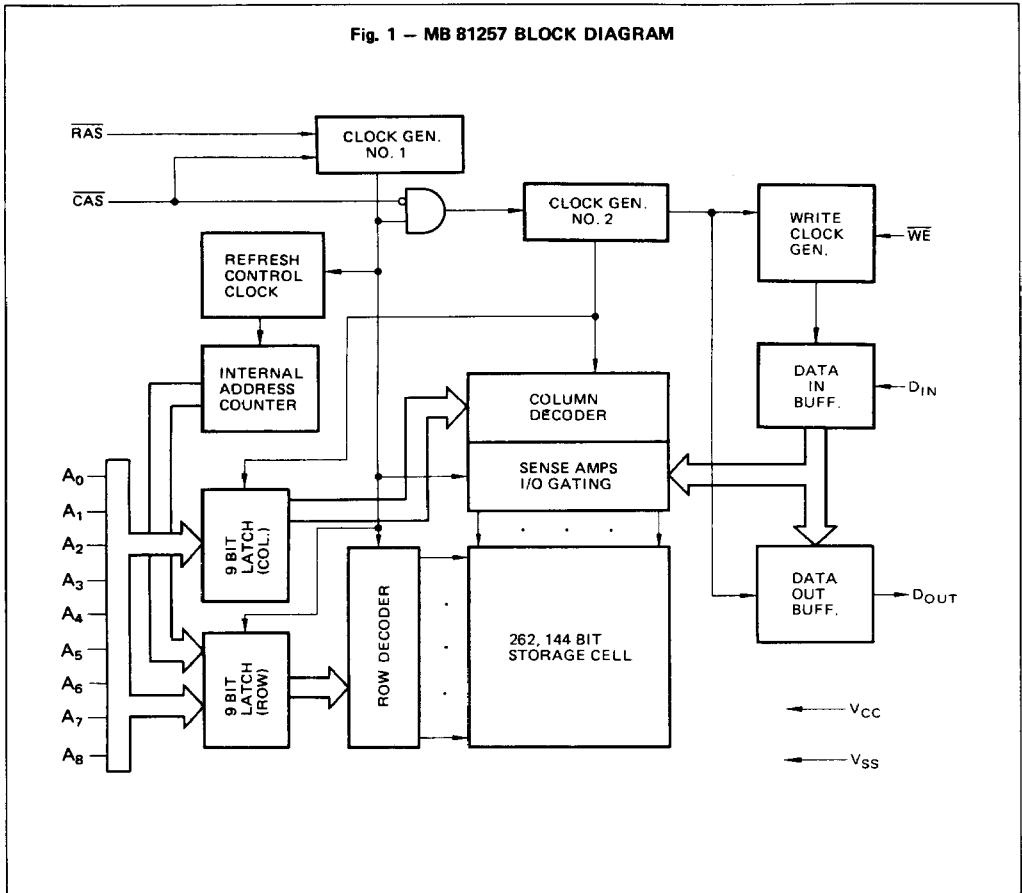 Fig. 1 – MB 81257 BLOCK DIAGRAM
RAS
CLOCK GEN.
NO. 1
CAS
CLOCK GEN.
NO. 2
WRITE
CLOCK
GEN.
WE
REFRESH
CONTROL
CLOCK
INTERNAL
ADDRESS
COUNTER
COLUMN
DECODER
DATA
IN
BUFF.
DIN
SENSE AMPS
I/O GATING
A0
A1
A2
A3
A4
A5
A6
A7
A8
9 BIT
LATCH
(COL.)
9 BIT
LATCH
(ROW)
ROW DECODER
262, 144 BIT
STORAGE CELL
DATA
OUT
BUFF.
DOUT
VCC
VSS